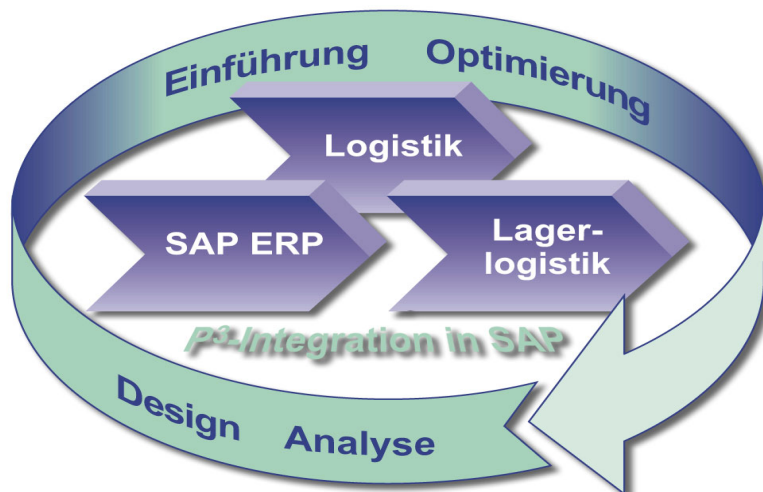 Einführung Optimierung
Logistik
SAP ERP
Lager-
logistik
P³-Integration in SAP
Design Analyse